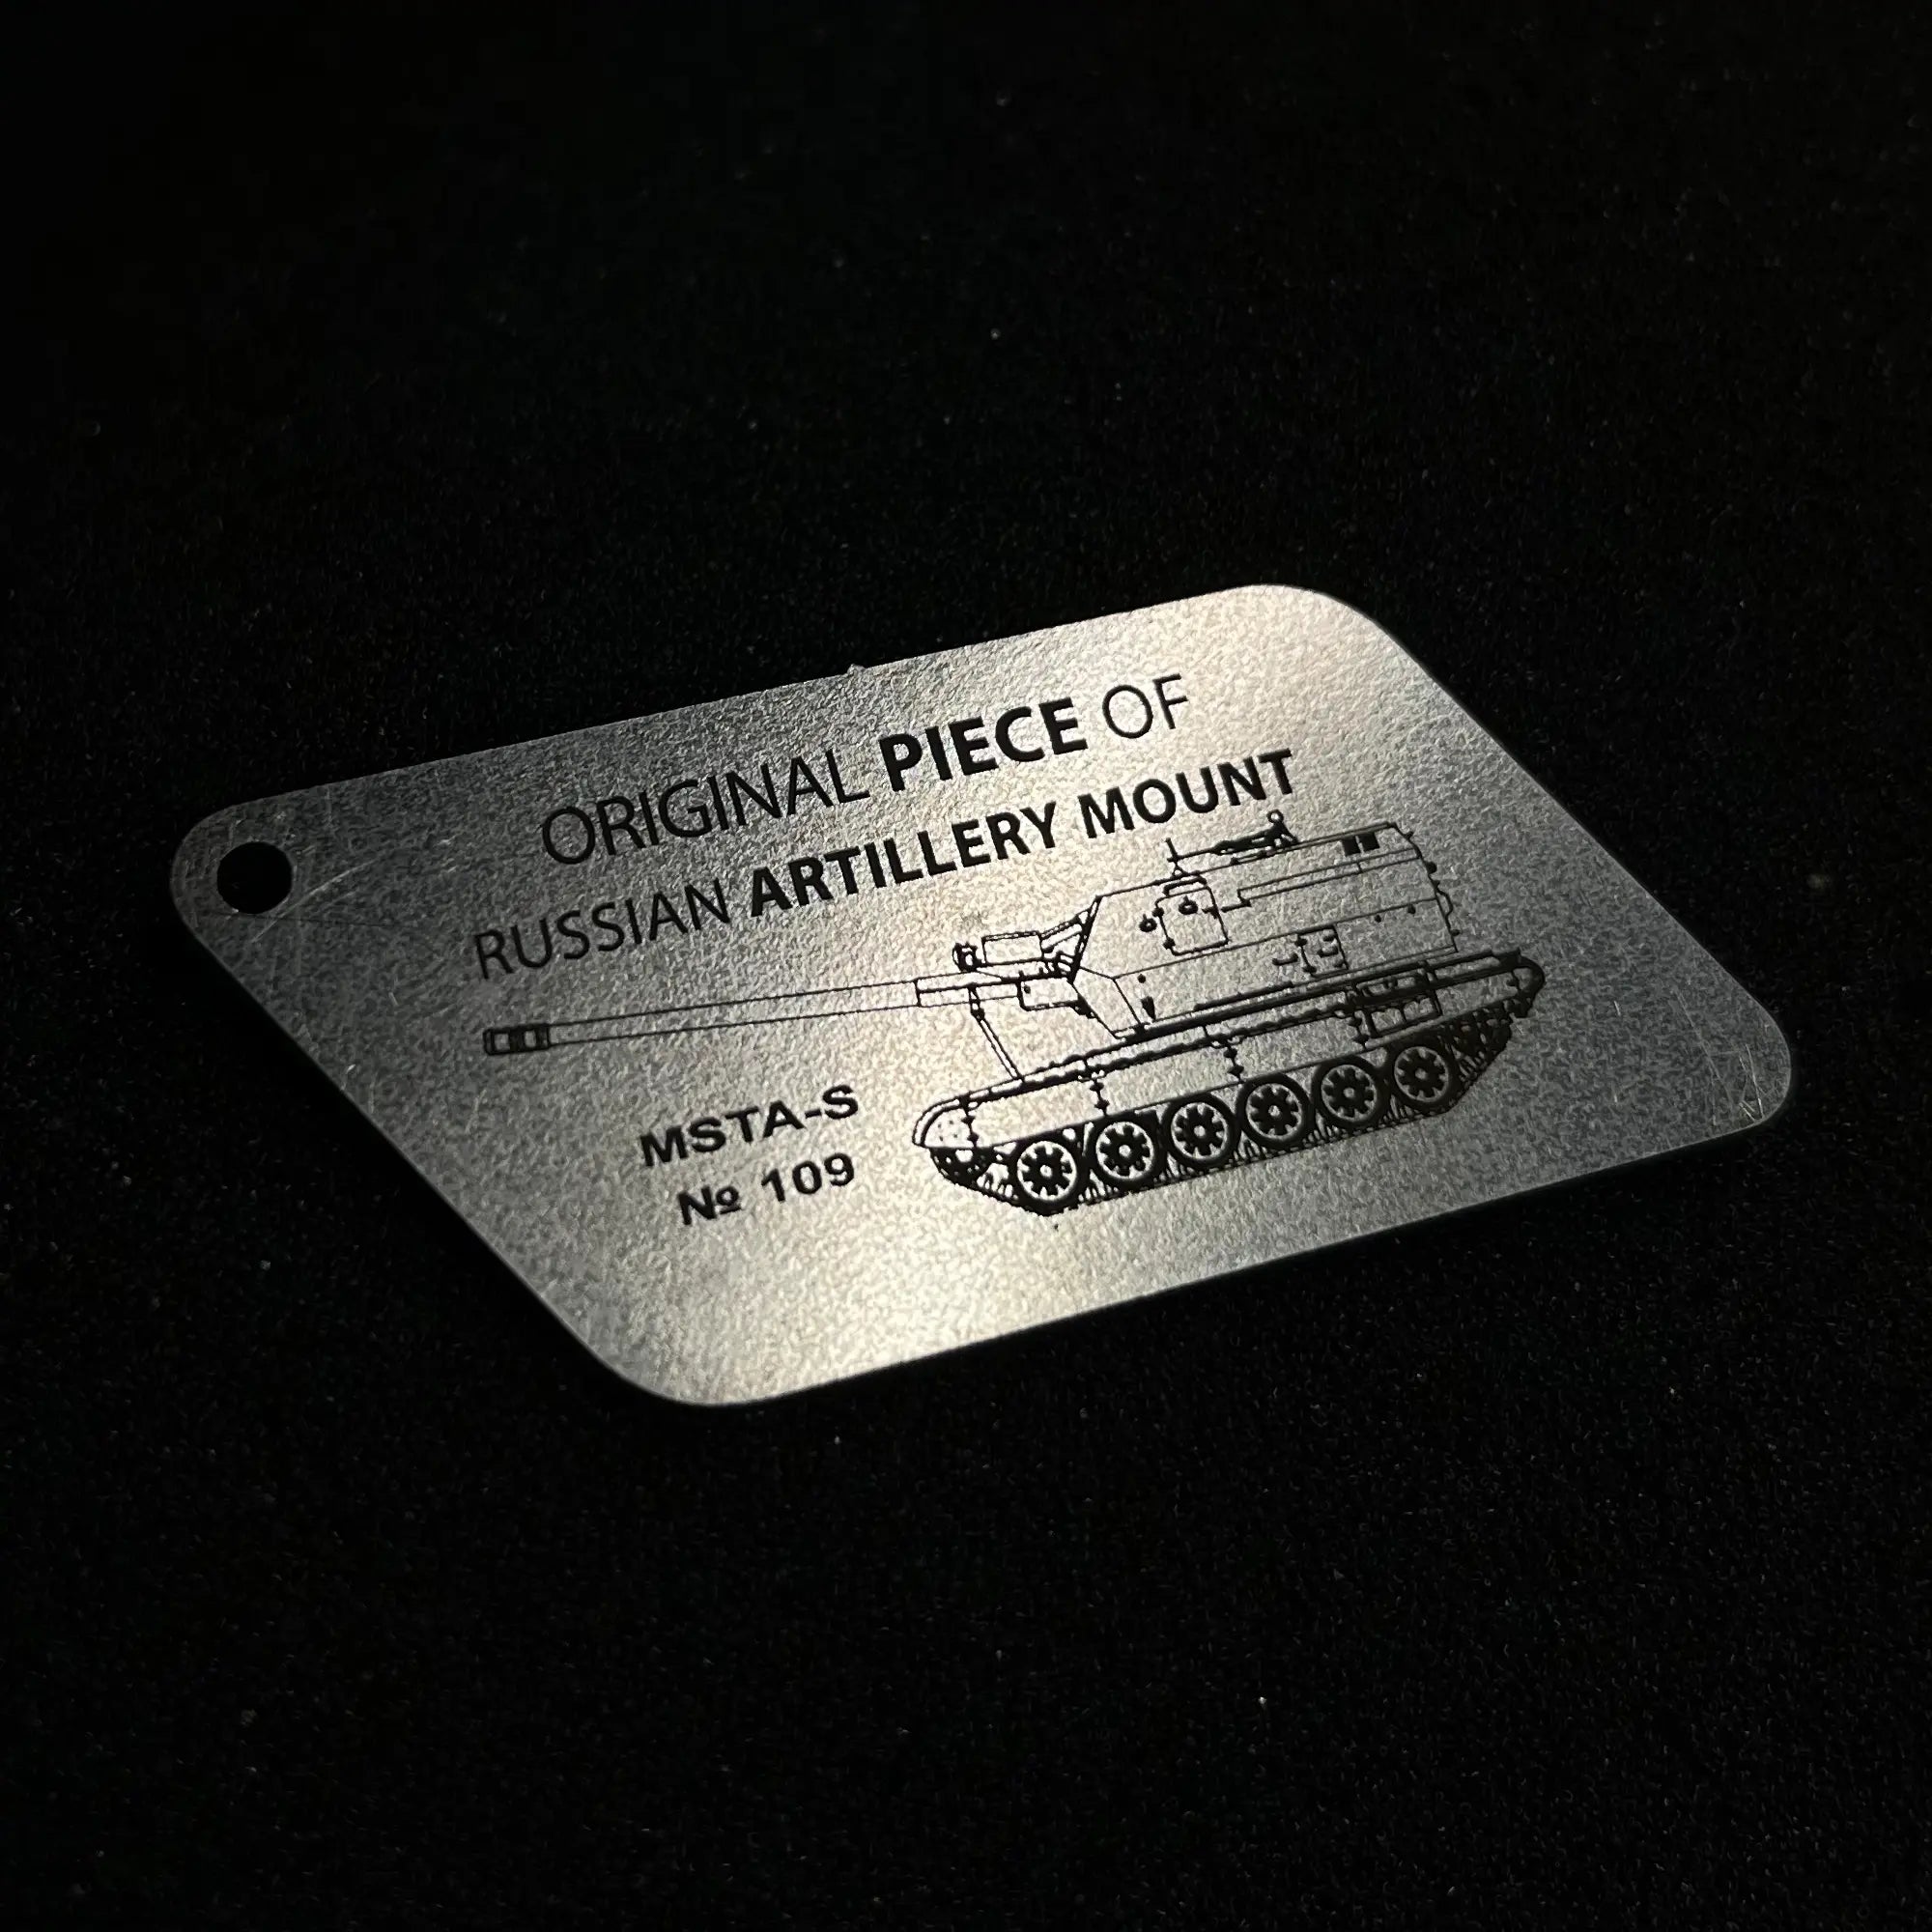 ORIGINAL PIECE OF
RUSSIAN ARTILLERY MOUNT
MSTA-S
№ 109